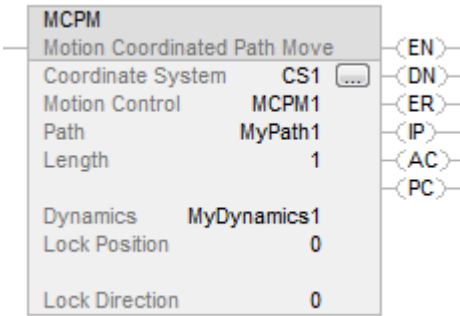 MCPM
Motion Coordinated Path Move
Coordinate System CS1 ...
Motion Control MCPM1
Path MyPath1
Length 1
Dynamics MyDynamics1
Lock Position 0
Lock Direction 0
EN
DN
ER
IP
AC
PC